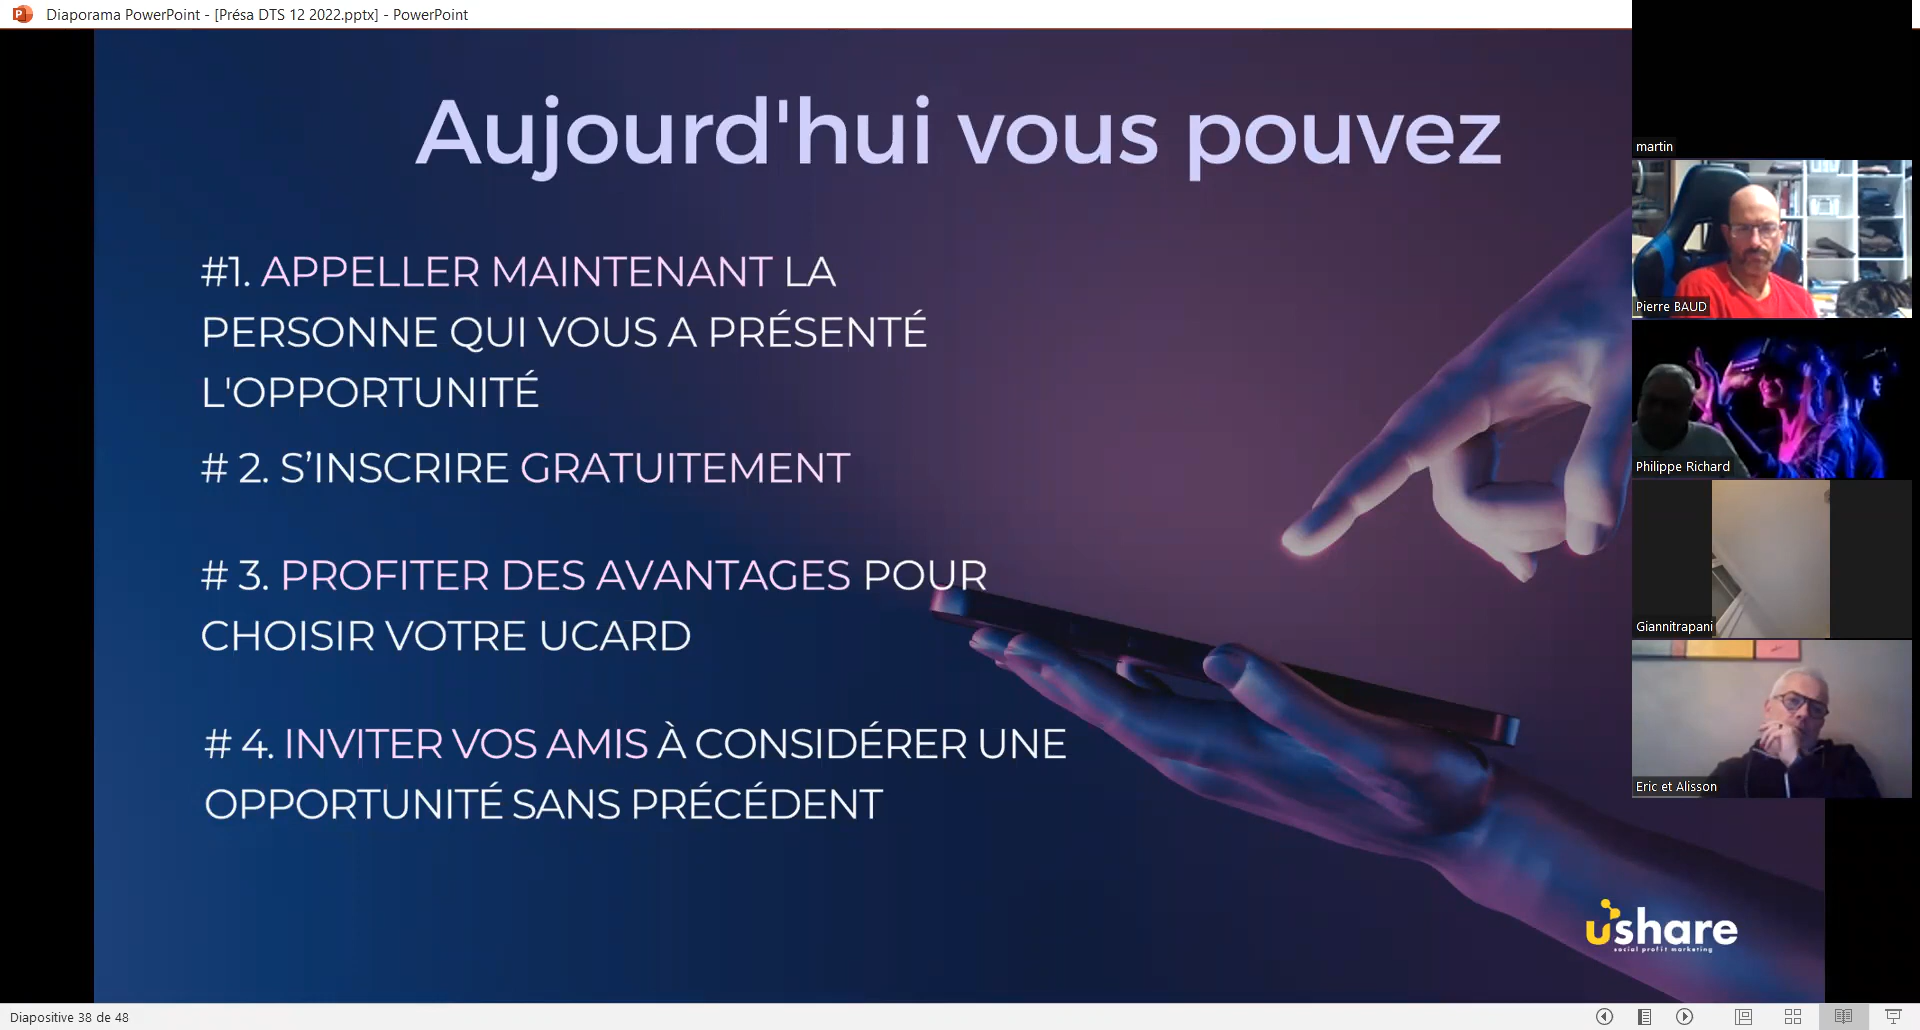 Diaporama PowerPoint - [Présa DTS 12 2022.pptx] - PowerPoint
Aujourd'hui vous pouvez
#1. APPELLER MAINTENANT LA
PERSONNE QUI VOUS A PRÉSENTÉ
L'OPPORTUNITÉ
# 2. S’INSCRIRE GRATUITEMENT
# 3. PROFITER DES AVANTAGES POUR
CHOISIR VOTRE UCARD
# 4. INVITER VOS AMIS À CONSIDÉRER UNE
OPPORTUNITÉ SANS PRÉCÉDENT
ushare
social profit marketing
martin
Pierre BAUD
Philippe Richard
Giannitrapani
Eric et Alisson
Diapositive 38 de 48